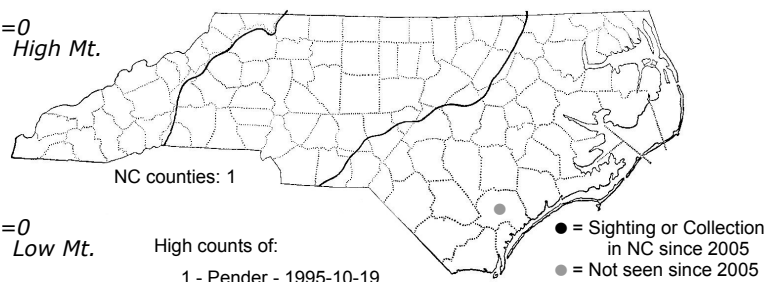 =0
High Mt.
NC counties: 1
=0
Low Mt.
High counts of:
1 - Pender - 1995-10-19
● = Sighting or Collection
in NC since 2005
● = Not seen since 2005